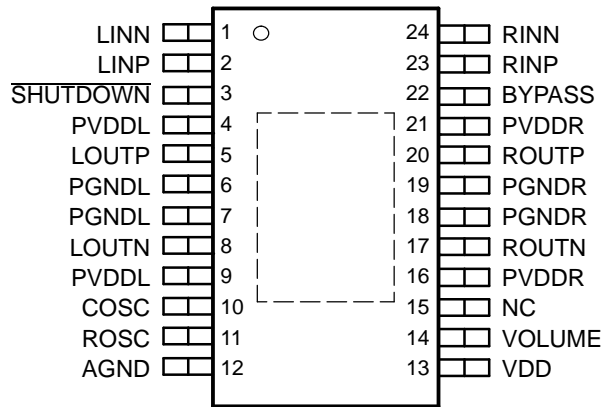 LINN 1 24 RINN
LINP 2 23 RINP
SHUTDOWN 3 22 BYPASS
PVDDL 4 21 PVDDR
LOUTP 5 20 ROUTP
PGNDL 6 19 PGNDR
PGNDL 7 18 PGNDR
LOUTN 8 17 ROUTN
PVDDL 9 16 PVDDR
COSC 10 15 NC
ROSC 11 14 VOLUME
AGND 12 13 VDD